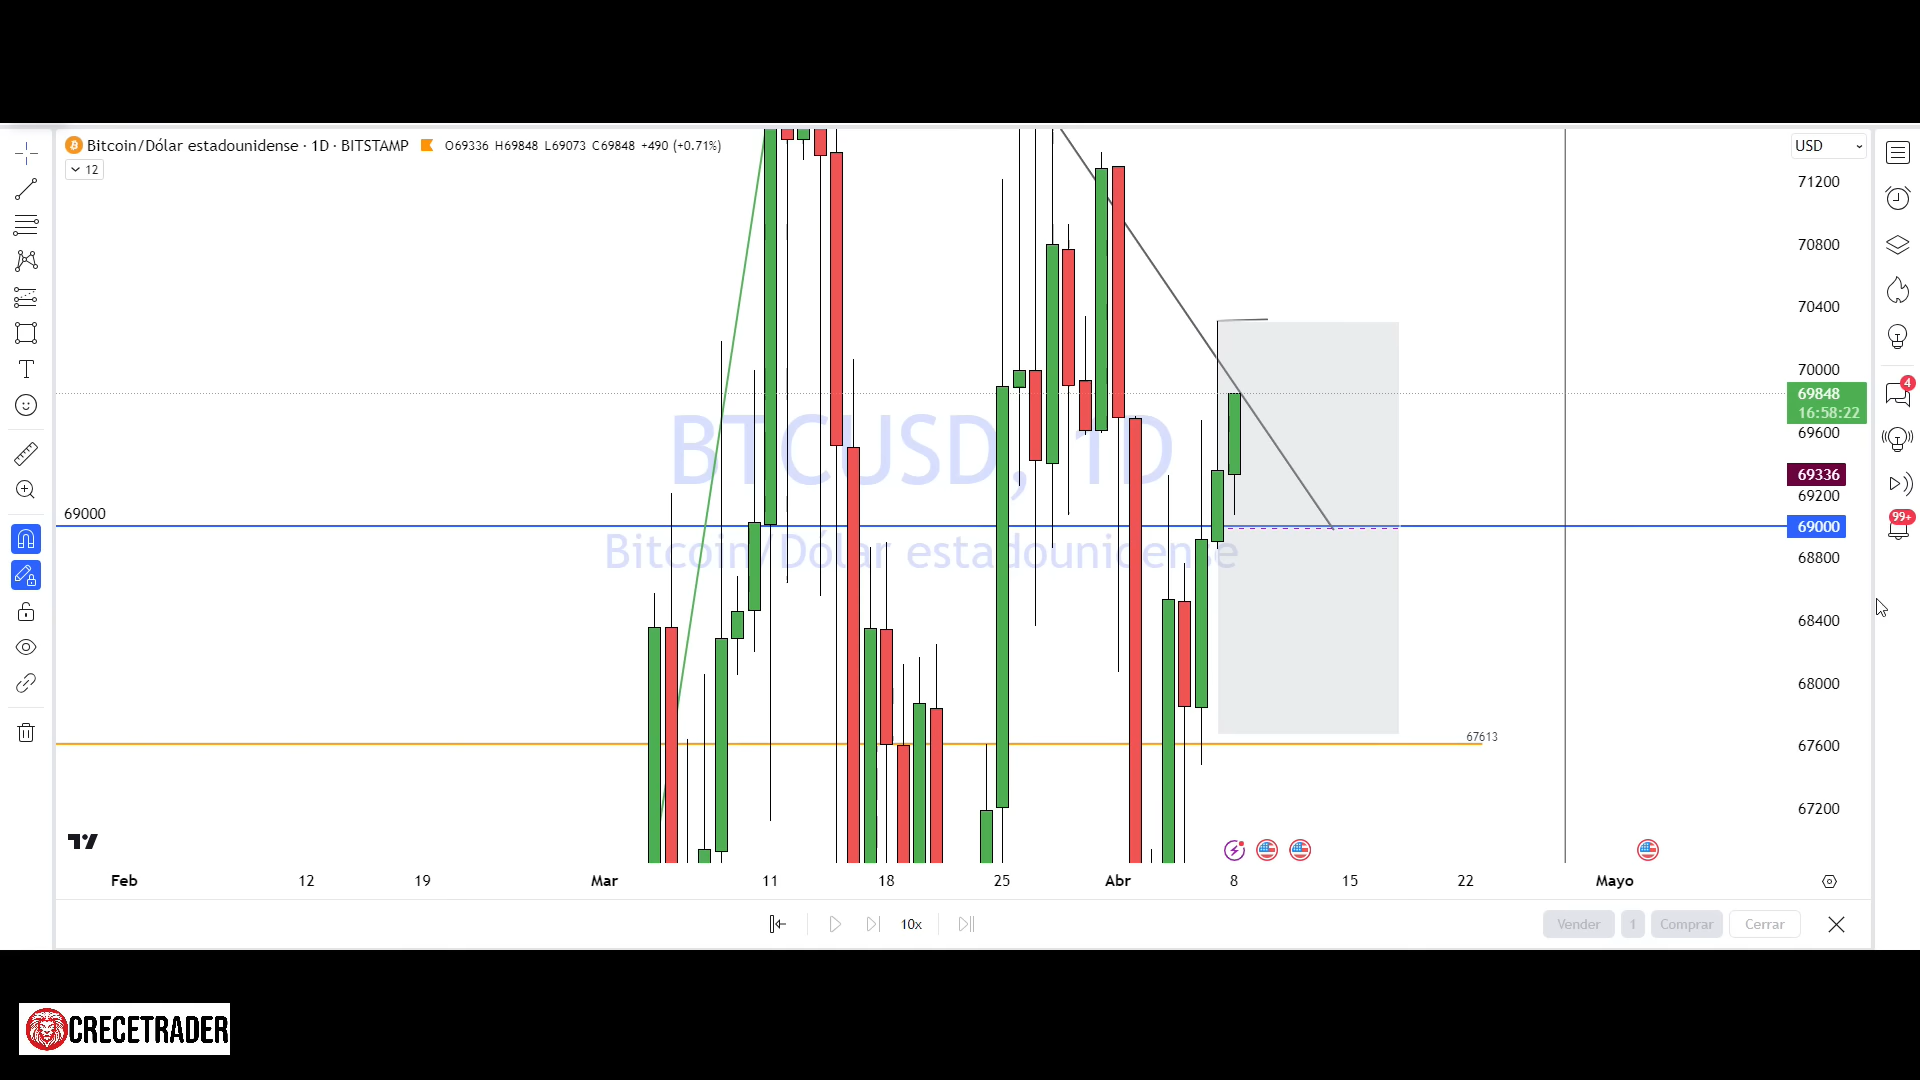 Bitcoin/Dólar estadounidense · 1D · BITSTAMP O69336 H69848 L69073 C69848 +490 (+0.71%)
12
USD
71200
70800
70400
70000
69848
16:58:22
69600
69336
69200
69000
69000
68800
68400
68000
67600
67200
BTCUSD, 1D
Bitcoin/Dólar estadounidense
67613
4
99+
Feb 12 19 Mar 11 18 25 Abr 8 15 22 Mayo
10x
Vender 1 Comprar Cerrar
CRECETRADER